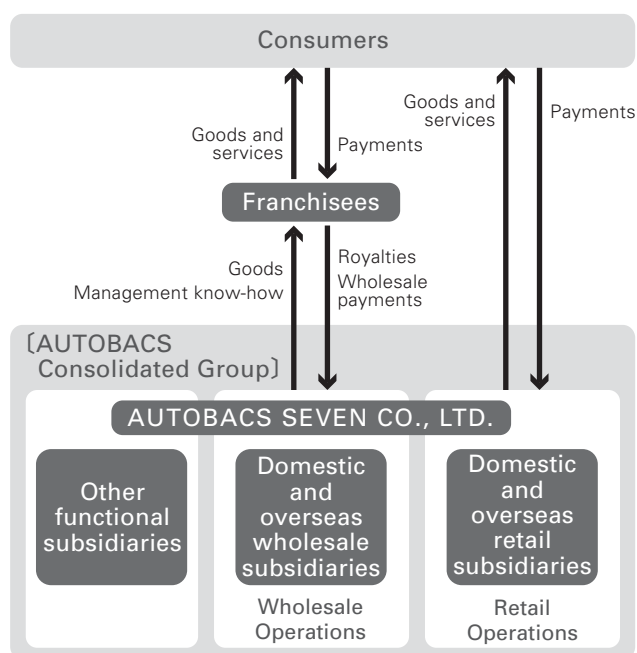 Consumers
Goods and
services
Payments
Goods and
services
Payments
Franchisees
Goods
Management know-how
Royalties
Wholesale
payments
〔AUTOBACS
Consolidated Group〕
AUTOBACS SEVEN CO., LTD.
Other
functional
subsidiaries
Domestic
and
overseas
wholesale
subsidiaries
Domestic
and
overseas
retail
subsidiaries
Wholesale
Operations
Retail
Operations